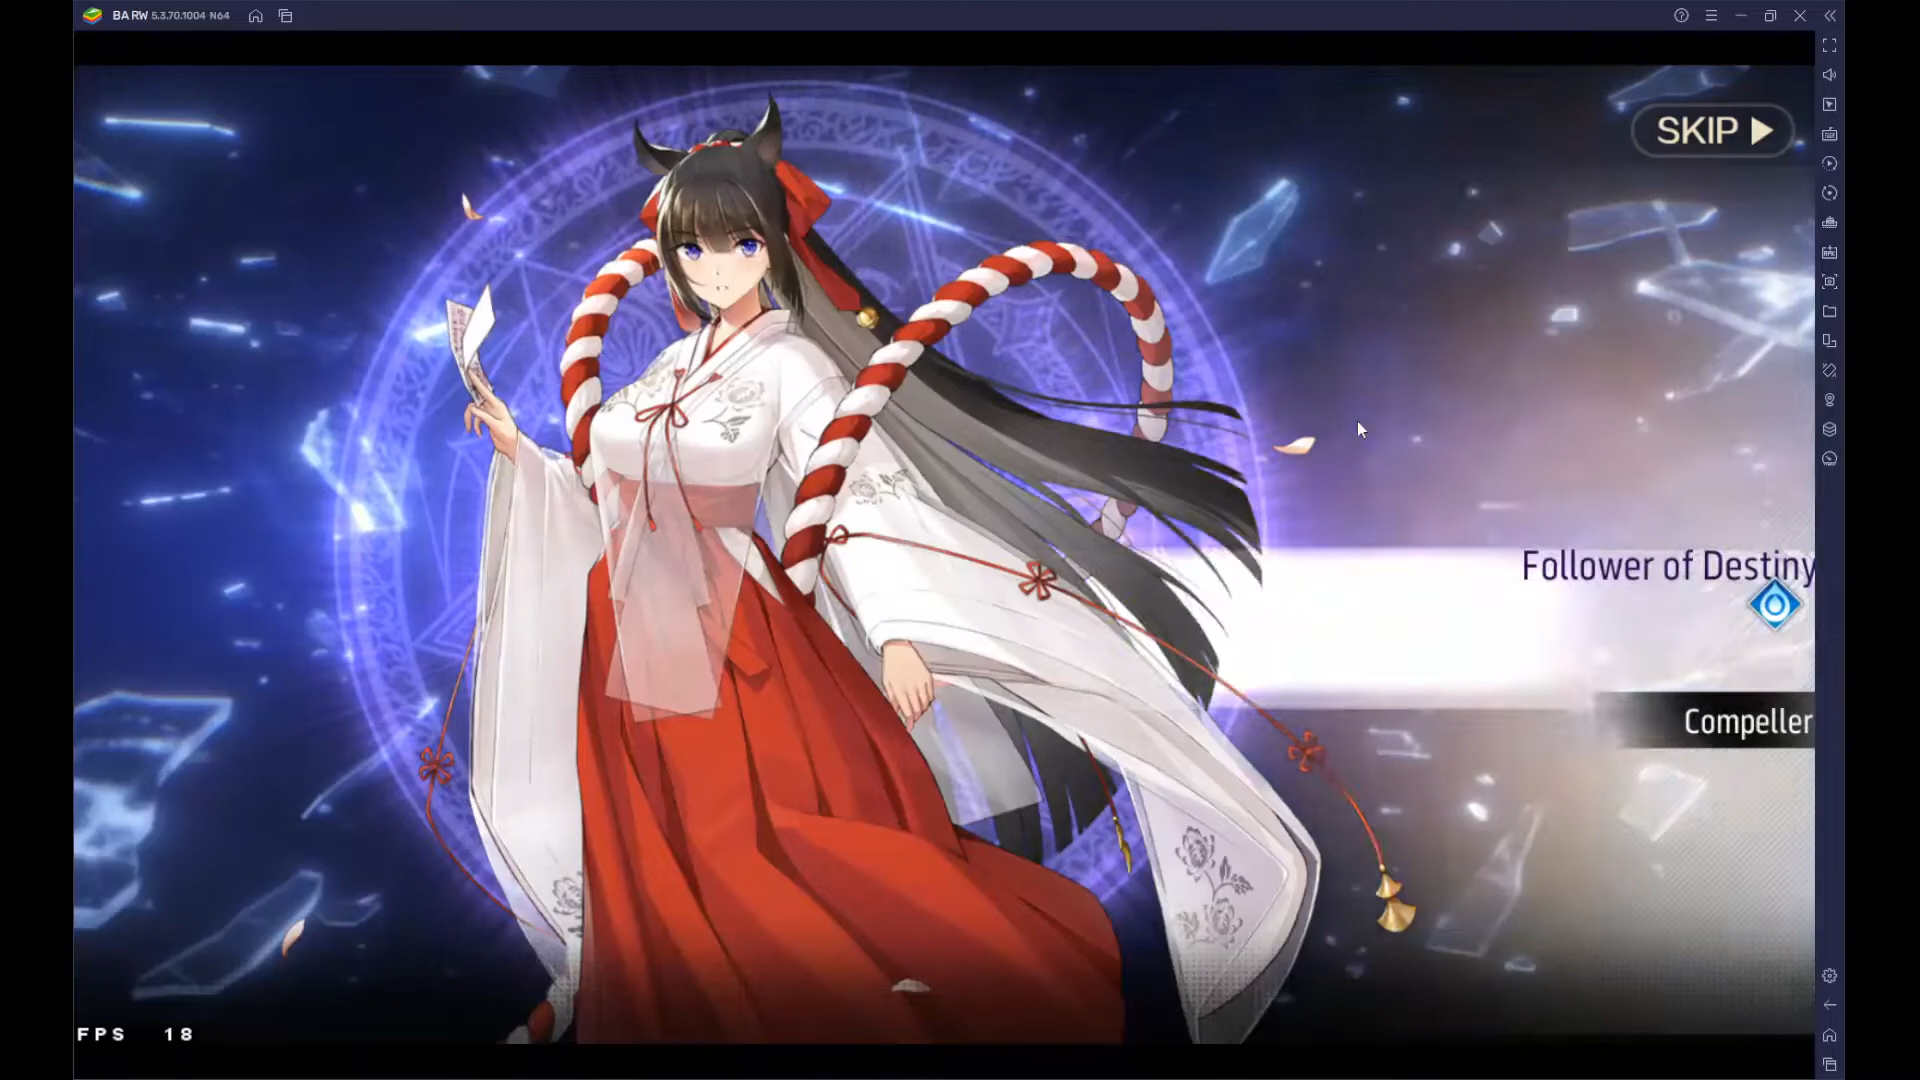 BA RW 5.3.70.1004 N64
SKIP
Follower of Destiny
Compeller
FPS 18